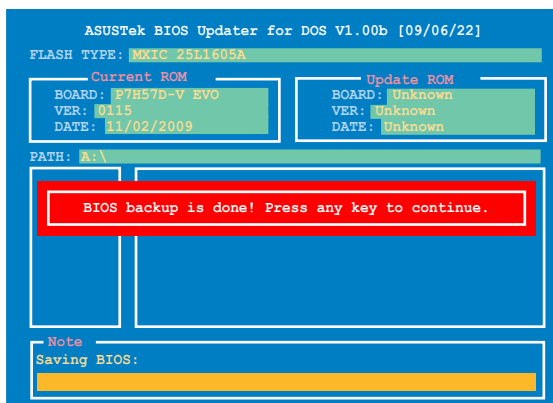 ASUSTek BIOS Updater for DOS V1.00b [09/06/22]
FLASH TYPE: MXIC 25L1605A
Current ROM
BOARD: P7H57D-V EVO
VER: 0115
DATE: 11/02/2009
Update ROM
BOARD: Unknown
VER: Unknown
DATE: Unknown
PATH: A:\
BIOS backup is done! Press any key to continue.
Note
Saving BIOS: